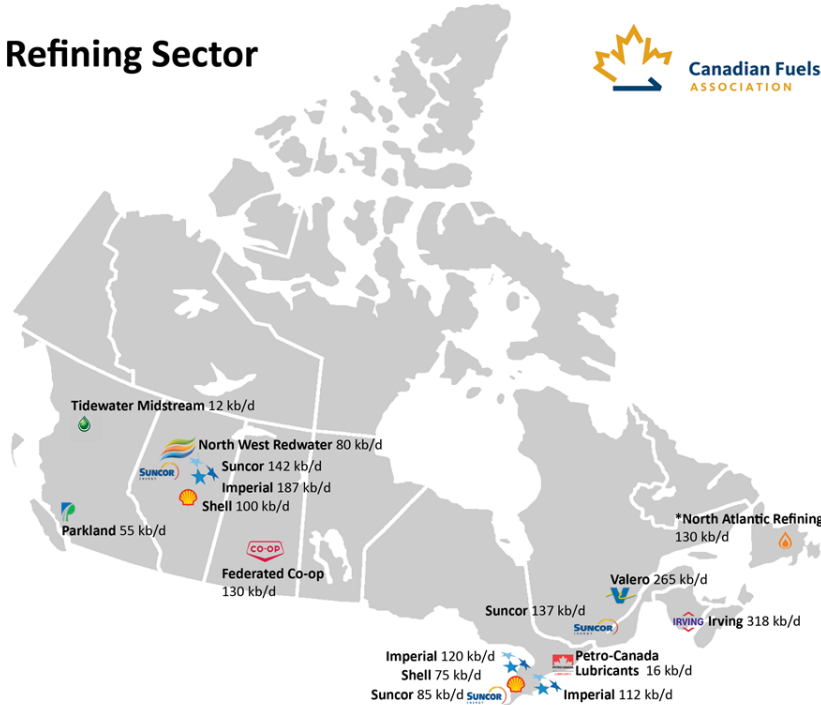 Refining Sector
Canadian Fuels
ASSOCIATION
Tidewater Midstream 12 kb/d
North West Redwater 80 kb/d
SUNCOR
ENERGY
Suncor 142 kb/d
Imperial 187 kb/d
Shell 100 kb/d
Parkland 55 kb/d
CO-OP
Federated Co-op
130 kb/d
*North Atlantic Refining
130 kb/d
Valero 265 kb/d
Suncor 137 kb/d
SUNCOR
ENERGY
IRVING
Irving 318 kb/d
Imperial 120 kb/d
Shell 75 kb/d
Suncor 85 kb/d
SUNCOR
ENERGY
Petro-Canada
Lubricants 16 kb/d
Imperial 112 kb/d